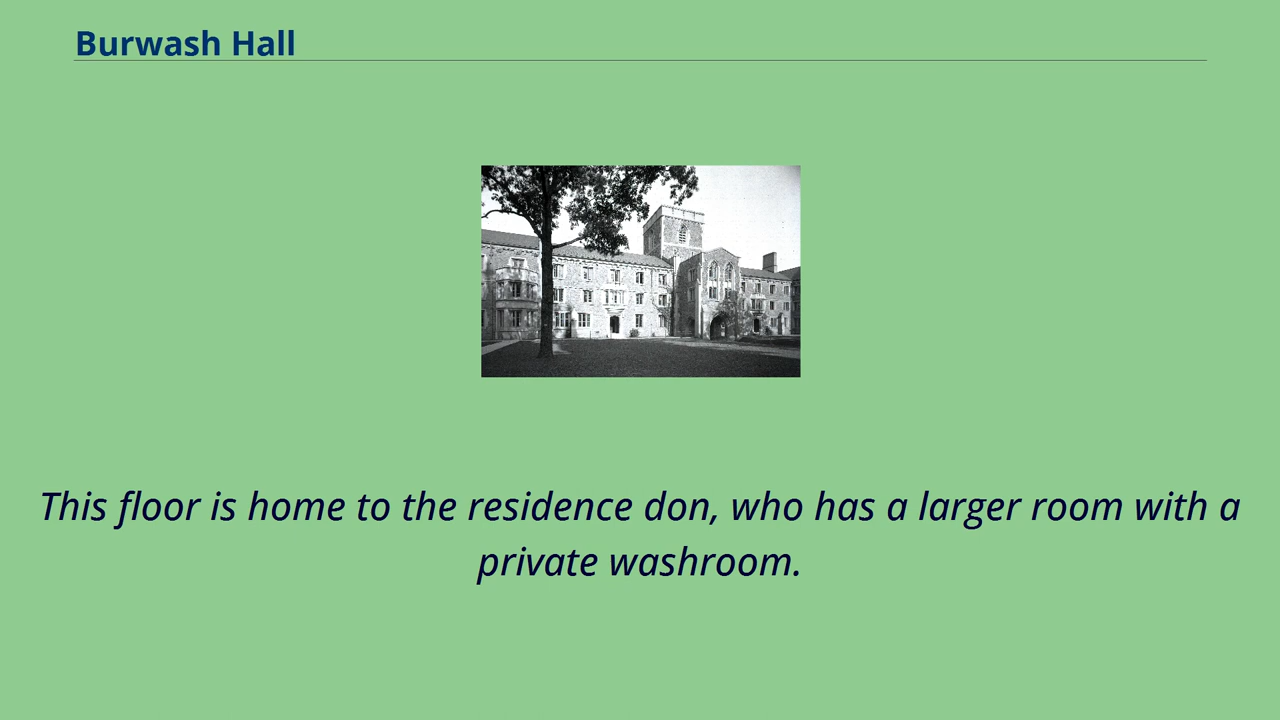 Burwash Hall
This floor is home to the residence don, who has a larger room with a
private washroom.